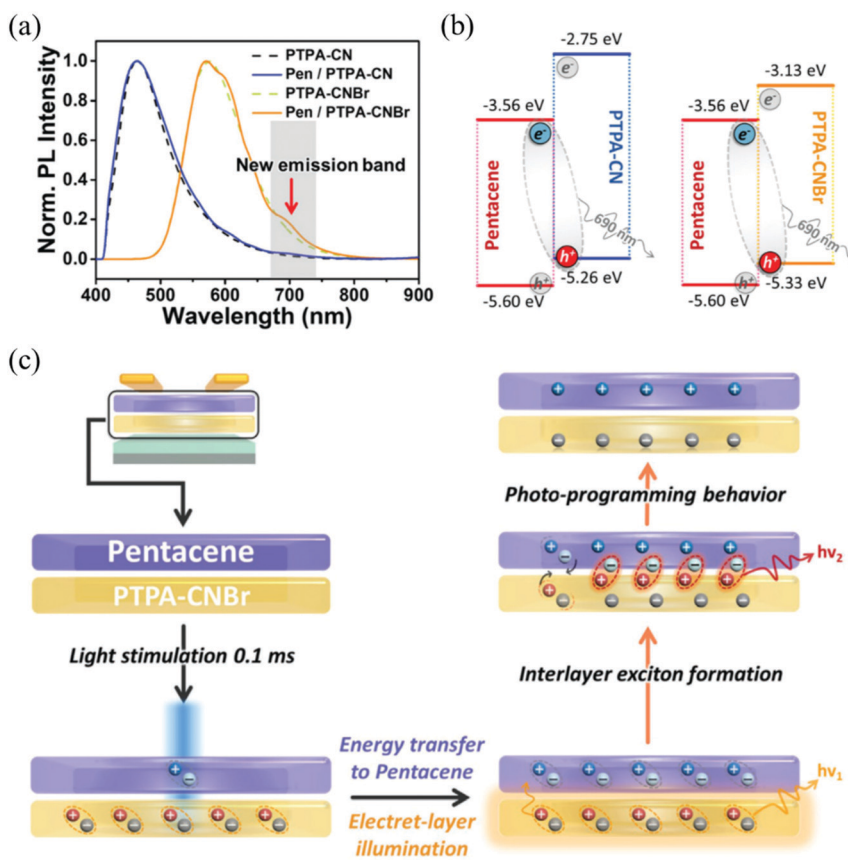 (a)
Norm. PL Intensity
1.0
0.8
0.6
0.4
0.2
0.0
PTPA-CN
Pen / PTPA-CN
PTPA-CNBr
Pen / PTPA-CNBr
New emission band
400 500 600 700 800 900
Wavelength (nm)
(b)
-2.75 eV
e-
-3.56 eV
e-
Pentacene
PTPA-CN
690 nm
h+
h+
-5.26 eV
-5.60 eV
-3.13 eV
e-
-3.56 eV
e-
Pentacene
PTPA-CNBr
690 nm
h+
h+
-5.33 eV
-5.60 eV
(c)
Pentacene
PTPA-CNBr
Light stimulation 0.1 ms
Energy transfer
to Pentacene
Electret-layer
illumination
hv1
Interlayer exciton formation
hv2
Photo-programming behavior